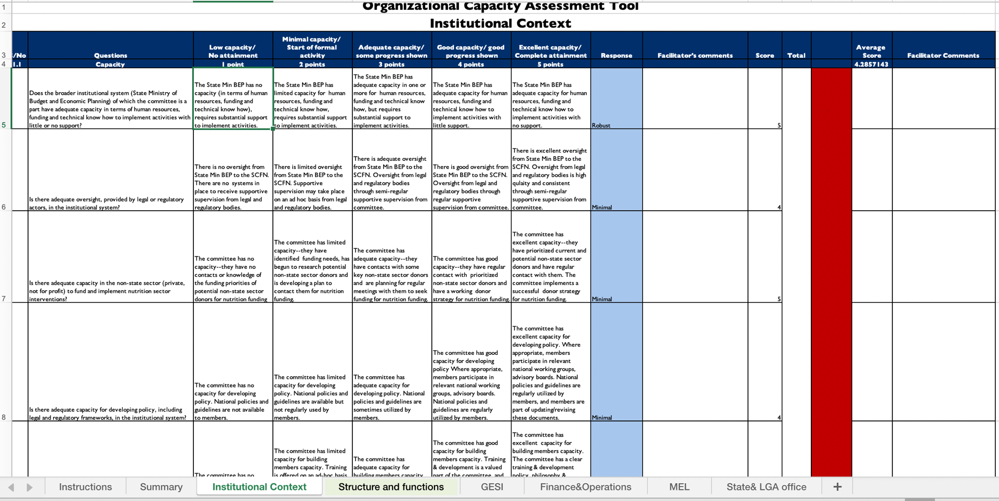 Organizational Capacity Assessment Tool
Institutional Context
1
2
3
4
5
6
7
8
/No
Questions
Low capacity/
No attainment
Minimal capacity/
Start of formal
activity
Adequate capacity/
some progress shown
Good capacity/ good
progress shown
Excellent capacity/
Complete attainment
Response
Facilitator's comments
Score
Total
Average
Score
Facilitator Comments
1.1
Capacity
1 point
2 points
3 points
4 points
5 points
4.2857143
Does the broader institutional system (State Ministry of
Budget and Economic Planning) of which the committee is a
part have adequate capacity in terms of human resources,
funding and technical know how to implement activities with
little or no support?
The State Min BEP has no
capacity (in terms of human
resources, funding and
technical know how),
requires substantial support
to implement activities.
The State Min BEP has
limited capacity for human
resources, funding and
technical know how,
requires substantial support
to implement activities.
The State Min BEP has
adequate capacity in one or
more for human resources,
funding and technical know
how, but requires
substantial support to
implement activities.
The State Min BEP has
adequate capacity for human
resources, funding and
technical know how to
implement activities with
little support.
The State Min BEP has
adequate capacity for human
resources, funding and
technical know how to
implement activities with
no support.
Robust
5
Is there adequate oversight, provided by legal or regulatory
actors, in the institutional system?
There is no oversight from
State Min BEP to the SCFN.
There are no systems in
place to receive supportive
supervision from legal and
regulatory bodies.
There is limited oversight
from State Min BEP to the
SCFN. Supportive
supervision may take place
on an ad hoc basis from legal
and regulatory bodies.
There is adequate oversight
from State Min BEP to the
SCFN. Oversight from legal
and regulatory bodies
through semi-regular
supportive supervision from
committee.
There is good oversight from
State Min BEP to the SCFN.
Oversight from legal and
regulatory bodies through
regular supportive
supervision from committee.
There is excellent oversight
from State Min BEP to the
SCFN. Oversight from legal
and regulatory bodies is high
qulaity and consistent
through semi-regular
supportive supervision from
committee.
Minimal
4
Is there adequate capacity in the non-state sector (private,
not for profit) to fund and implement nutrition sector
interventions?
The committee has no
capacity--they have no
contacts or knowledge of
the funding priorities of
potential non-state sector
donors for nutrition funding
The committee has limited
capacity--they have
identified funding needs, has
begun to research potential
non-state sector donors and
is developing a plan to
contact them for nutrition
funding.
The committee has
adequate capacity--they
have contacts with some
key non-state sector donors
and are planning for regular
meetings with them to seek
funding for nutrition funding.
The committee has good
capacity--they have regular
contact with prioritized
non-state sector donors and
have a working donor
strategy for nutrition funding.
The committee has
excellent capacity--they
have prioritized current and
potential non-state sector
donors and have regular
contact with them. The
committee implements a
successful donor strategy
for nutrition funding.
Minimal
5
Is there adequate capacity for developing policy, including
legal and regulatory frameworks, in the institutional system?
The committee has no
capacity for developing
policy. National policies and
guidelines are not available
to members.
The committee has limited
capacity for developing
policy. National policies and
guidelines are available but
not regularly used by
members.
The committee has
adequate capacity for
developing policy. National
policies and guidelines are
sometimes utilized by
members.
The committee has good
capacity for developing
policy Where appropriate,
members participate in
relevant national working
groups, advisory boards.
National policies and
guidelines are regularly
utilized by members.
The committee has
excellent capacity for
developing policy. Where
appropriate, members
participate in relevant
national working groups,
advisory boards. National
policies and guidelines are
regularly utilized by
members, and members are
part of updating/revising
these documents.
Minimal
4
The committee has no
The committee has limited
capacity for building
members capacity. Training
is offered on an ad-hoc basis
The committee has
adequate capacity for
building members capacity
The committee has good
capacity for building
members capacity. Training
& development is a valued
part of the committee, and
The committee has
excellent capacity for
building members capacity.
The committee has a clear
training & development
policy, philosophy &
Instructions
Summary
Institutional Context
Structure and functions
GESI
Finance&Operations
MEL
State& LGA office
+